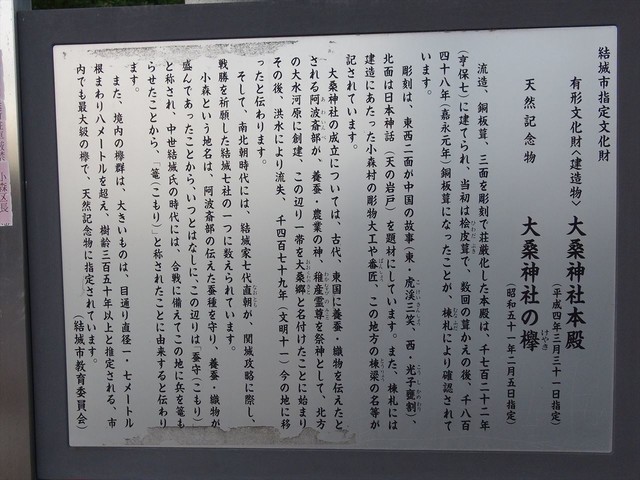 結城市指定文化財
有形文化財〈建造物〉 大桑神社本殿
(平成四年三月三十一日指定)
天然記念物 大桑神社の欅
けやき
(昭和五十一年二月五日指定)
流造、銅板葺、三面を彫刻で荘厳化した本殿は、千七百二十二年
(享保七)に建てられ、当初は桧皮葺で、数回の葺かえの後、千八百
四十八年(嘉永元年)銅板葺になったことが、棟札により確認されて
います。
彫刻は、東西二面が中国の故事(東・虎渓三笑、西・光子甕割)、
北面は日本神話(天の岩戸)を題材にしています。また、棟札には
建造にあたった小森村の彫物大工や番匠、この地方の棟梁の名等が
記されています。
大桑神社の成立については、古代、東国に養蚕・織物を伝えたと
される阿波斎部が、養蚕・農業の神、稚産霊尊を祭神として、北方
の大水河原に創建、この辺り一帯を大桑郷と名付けたことに始まり
その後、洪水により流失、千四百七十九年(文明十一)今の地に移
ったと伝わります。
そして、南北朝時代には、結城家七代直朝が、関城攻略に際し、
戦勝を祈願した結城七社の一つに数えられています。
小森という地名は、阿波斎部の伝えた蚕種を守り、養蚕・織物が
盛んであったことから、いつとはなしに、この辺りは『蚕守(こもり)
と称され、中世結城氏の時代には、合戦に備えてこの地に兵を篭も
らせたことから、「篭(こもり)」と称されたことに由来すると伝わり
ます。
また、境内の欅群は、大きいものは、目通り直径一・七メートル
根まわり八メートルを超え、樹齢三百五十年以上と推定される、市
内でも最大級の欅で、天然記念物に指定されています。
(結城市教育委員会)
小森区長